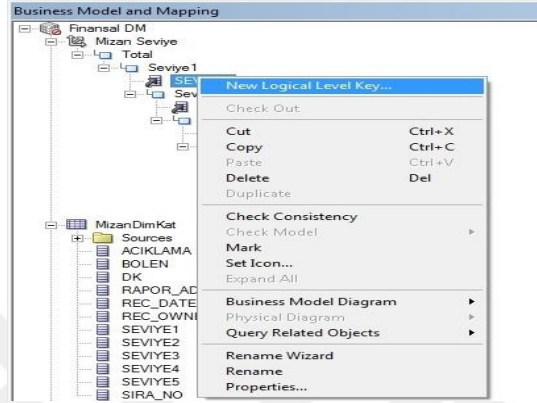 Business Model and Mapping
Finansal DM
Mizan Seviye
Total
Seviye1
New Logical Level Key...
Check Out
Cut Ctrl+X
Copy Ctrl+C
Paste Ctrl+V
Delete Del
Duplicate
Check Consistency
Check Model
Mark
Set Icon...
Expand All
Business Model Diagram
Physical Diagram
Query Related Objects
Rename Wizard
Rename
Properties...
MizanDimKat
Sources
ACIKLAMA
BOLEN
DK
RAPOR_AD
REC_DATE
REC_OWN
SEVIYE1
SEVIYE2
SEVIYE3
SEVIYE4
SEVIYE5
SIRA_NO